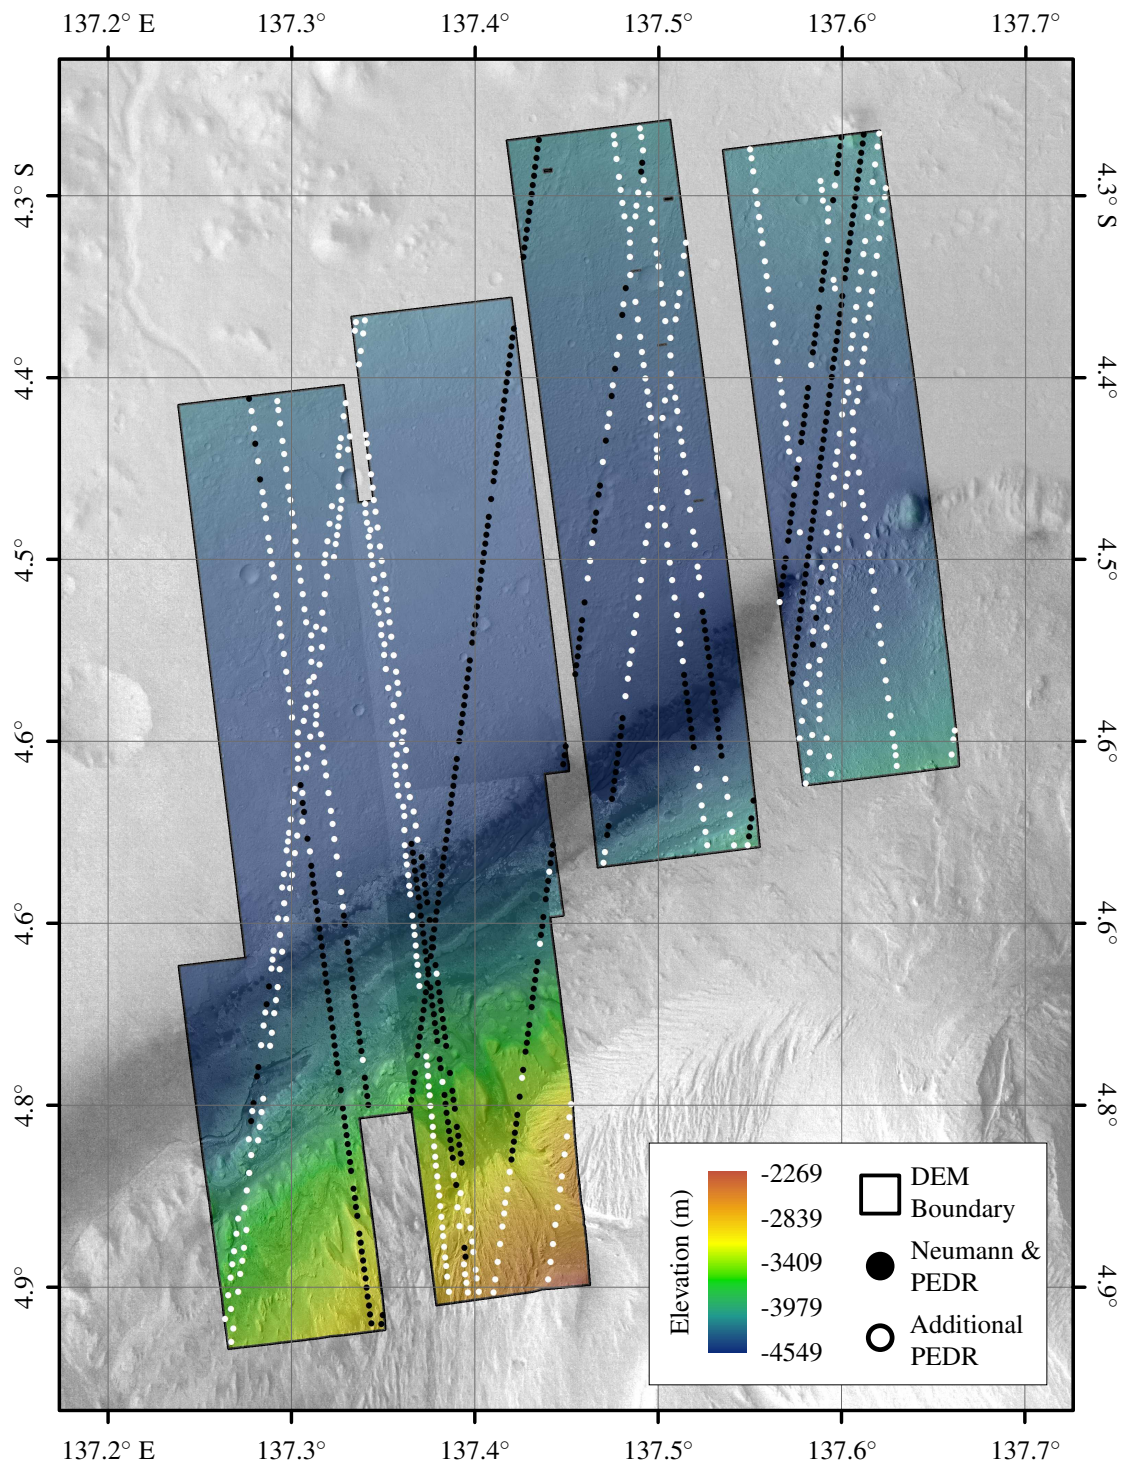 137.2° E 137.3° 137.4° 137.5° 137.6° 137.7°
4.3° S 4.3° S
4.4° 4.4°
4.5° 4.5°
4.6° 4.6°
4.6° 4.6°
4.8° 4.8°
4.9° 4.9°
Elevation (m)
-2269
-2839
-3409
-3979
-4549
DEM
Boundary
Neumann &
PEDR
Additional
PEDR
137.2° E 137.3° 137.4° 137.5° 137.6° 137.7°